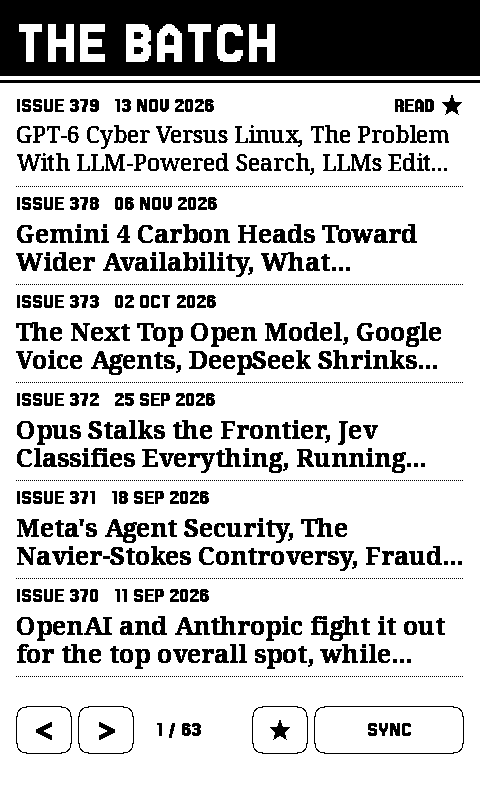 THE BATCH
ISSUE 379 13 NOV 2026 READ ★
GPT-6 Cyber Versus Linux, The Problem
With LLM-Powered Search, LLMs Edit...
ISSUE 378 06 NOV 2026
Gemini 4 Carbon Heads Toward
Wider Availability, What...
ISSUE 373 02 OCT 2026
The Next Top Open Model, Google
Voice Agents, DeepSeek Shrinks...
ISSUE 372 25 SEP 2026
Opus Stalks the Frontier, Jev
Classifies Everything, Running...
ISSUE 371 18 SEP 2026
Meta's Agent Security, The
Navier-Stokes Controversy, Fraud...
ISSUE 370 11 SEP 2026
OpenAI and Anthropic fight it out
for the top overall spot, while...
< > 1 / 63 ★ SYNC